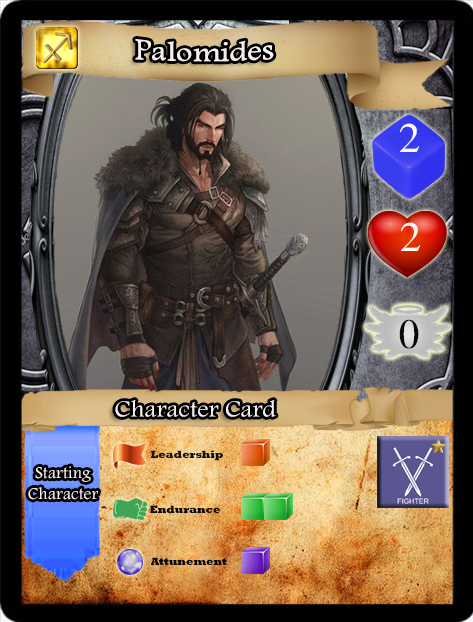 Palomides
2
2
0
Character Card
Starting
Character
Leadership
Endurance
Attunement
FIGHTER